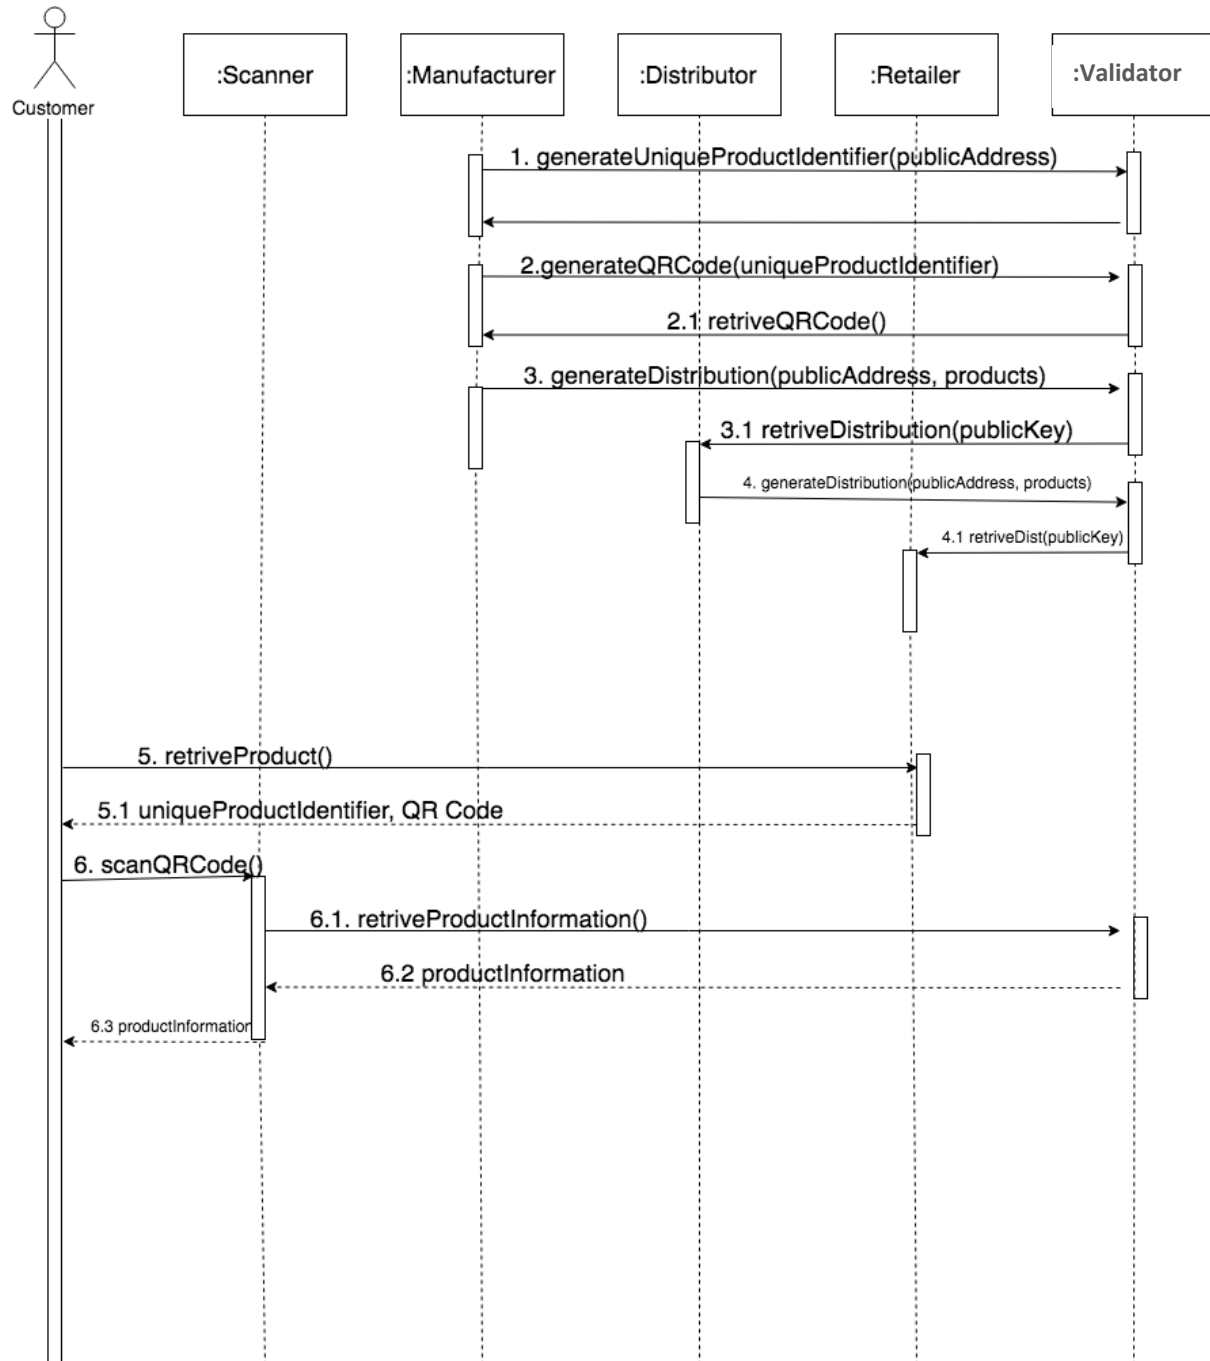 Customer
:Scanner
:Manufacturer
:Distributor
:Retailer
:Validator
1. generateUniqueProductIdentifier(publicAddress)
2.generateQRCode(uniqueProductIdentifier)
2.1 retriveQRCode()
3. generateDistribution(publicAddress, products)
3.1 retriveDistribution(publicKey)
4. generateDistribution(publicAddress, products)
4.1 retriveDist(publicKey)
5. retriveProduct()
5.1 uniqueProductIdentifier, QR Code
6. scanQRCode()
6.1. retriveProductInformation()
6.2 productInformation
6.3 productInformation